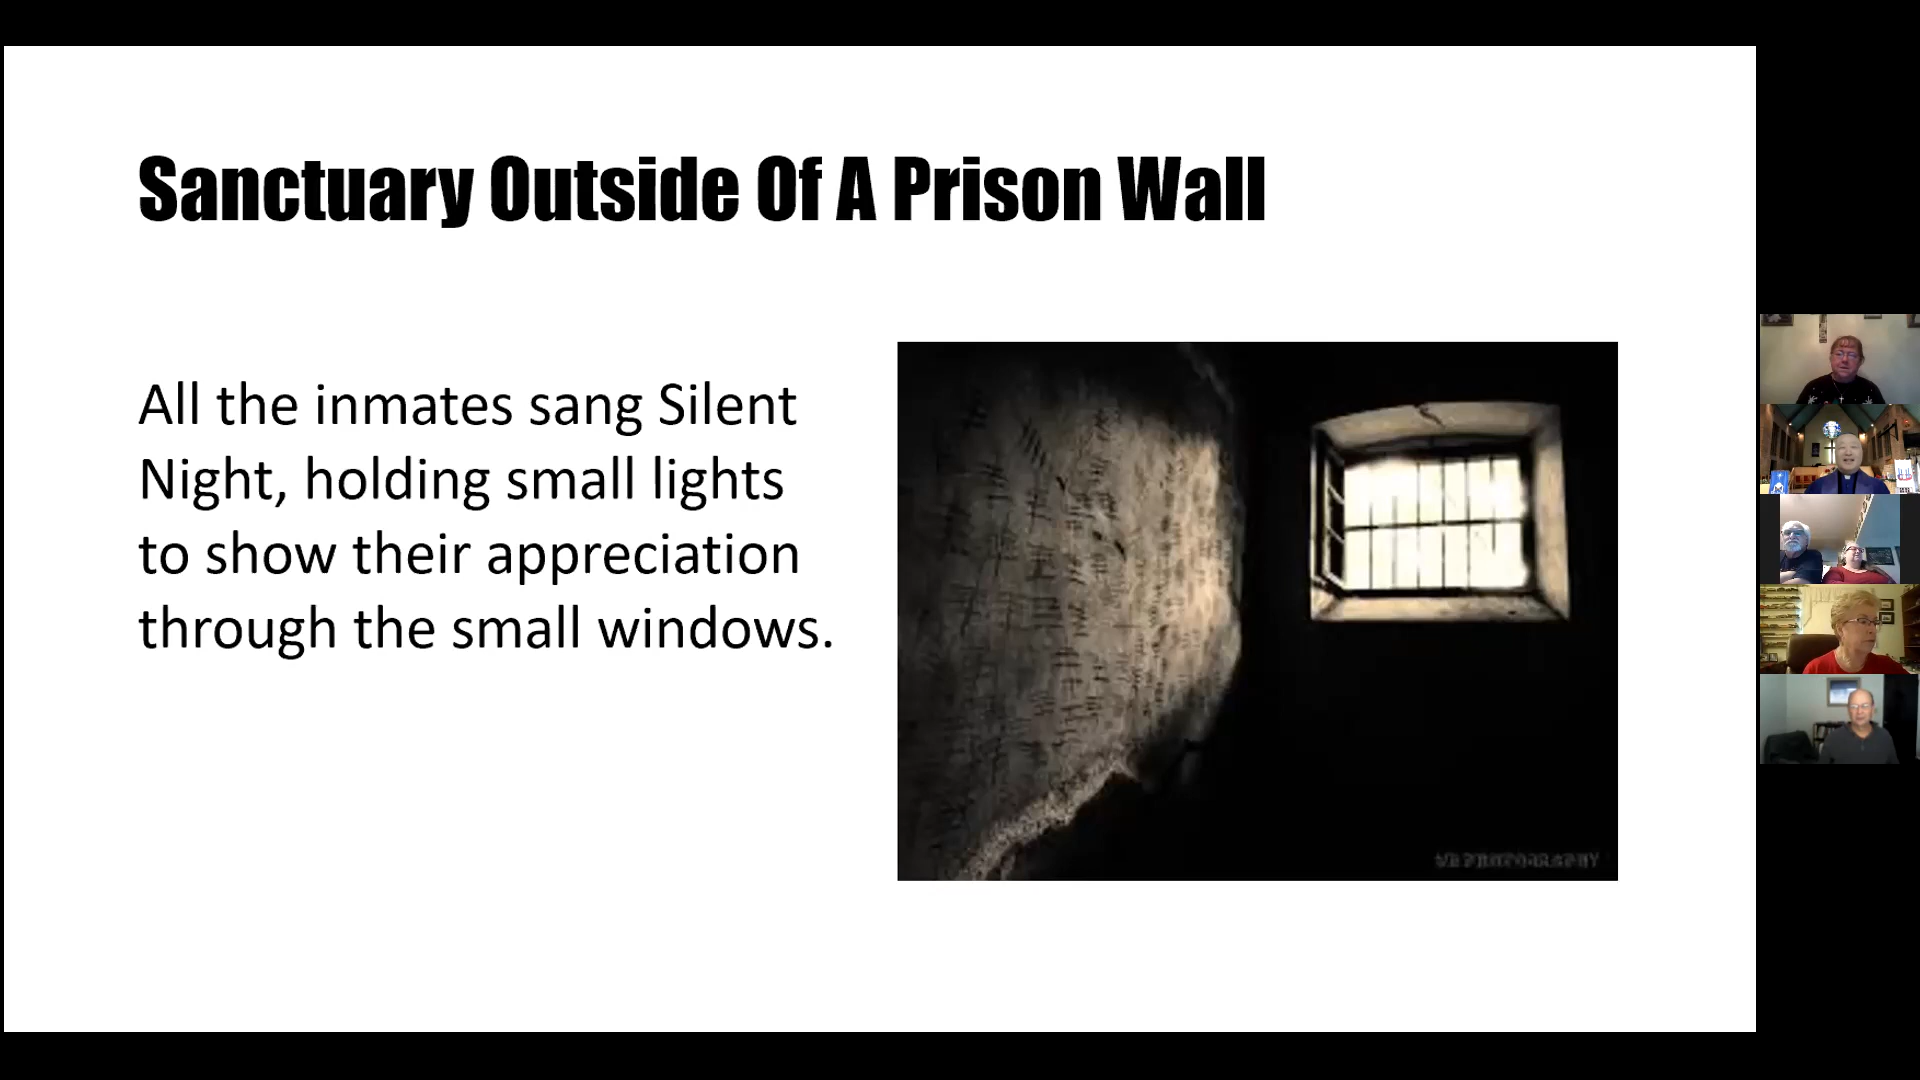 Sanctuary Outside Of A Prison Wall
All the inmates sang Silent
Night, holding small lights
to show their appreciation
through the small windows.